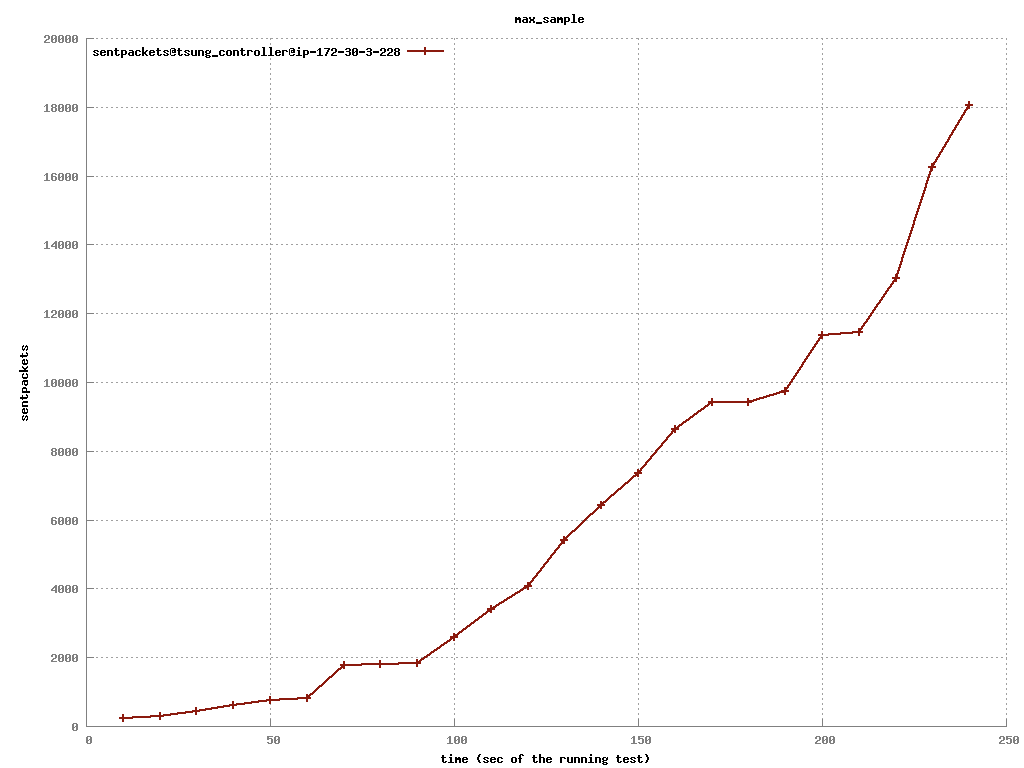 max_sample
20000
sentpackets@tsung_controller@ip-172-30-3-228
18000
16000
14000
12000
sentpackets
10000
8000
6000
4000
2000
0
0 50 100 150 200 250
time (sec of the running test)